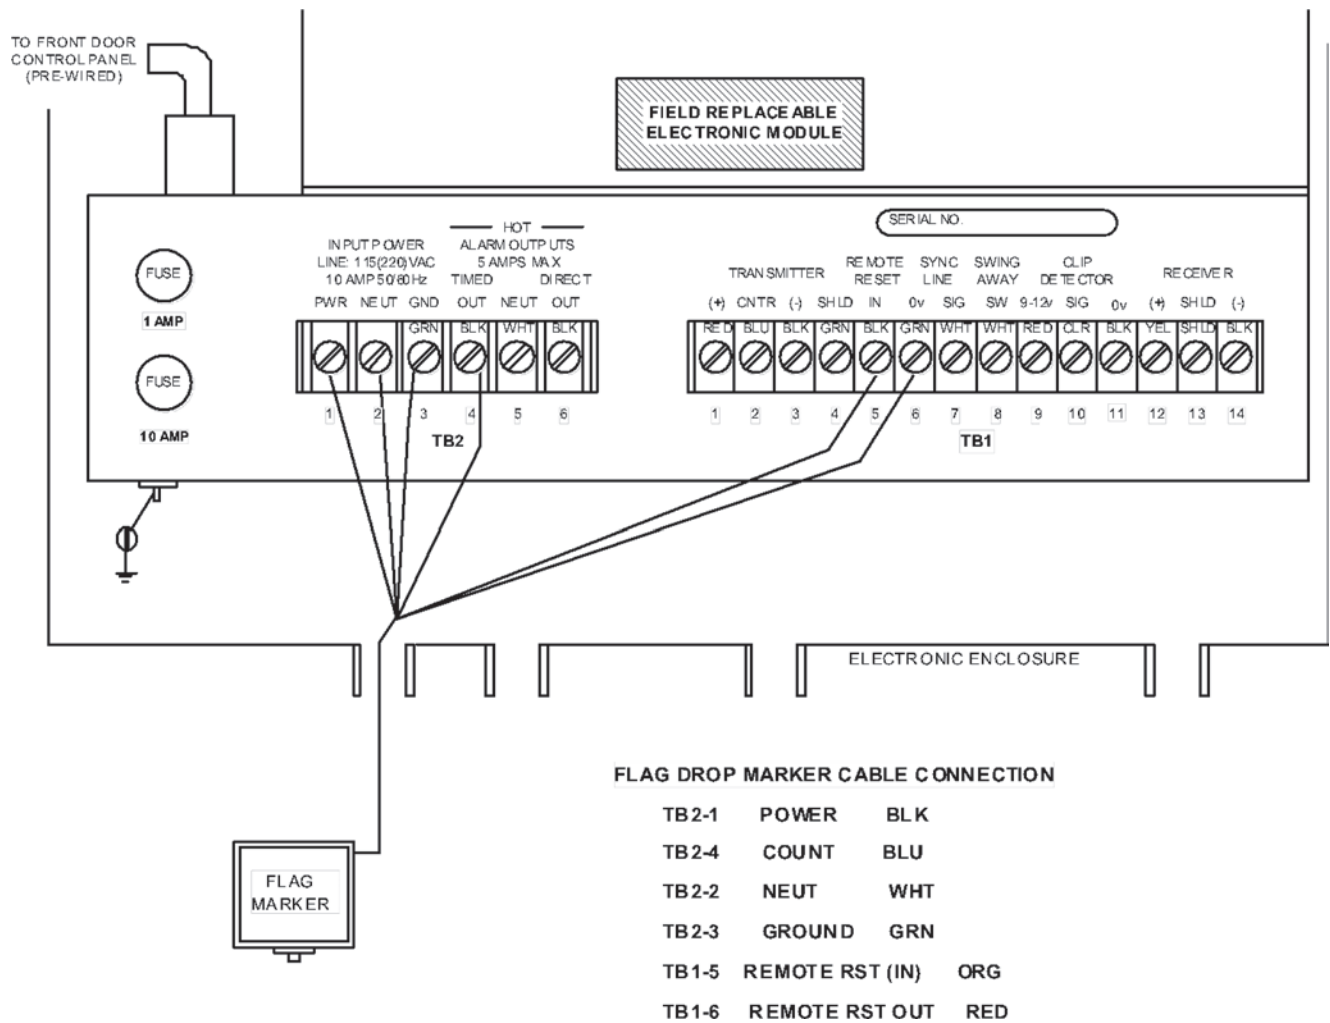 TO FRONT DOOR
CONTROL PANEL
(PRE-WIRED)
FIELD REPLACEABLE
ELECTRONIC MODULE
SERIAL NO.
HOT
INPUT POWER
LINE: 115(220)VAC
10 AMP 50/60Hz
ALARM OUTPUTS
5 AMPS MAX
TIMED DIRECT
PWR NEUT GND OUT NEUT OUT
GRN BLK WHT BLK
1 2 3 4 5 6
TB2
FUSE
1 AMP
FUSE
10 AMP
TRANSMITTER
REMOTE
RESET
SYNC
LINE
SWING
AWAY
CLIP
DETECTOR
RECEIVER
(+) CNTR (-) SHLD IN 0v SIG SW 9-12v SIG 0v (+) SHLD (-)
RED BLU BLK GRN BLK GRN WHT WHT RED CLR BLK YEL SHLD BLK
1 2 3 4 5 6 7 8 9 10 11 12 13 14
TB1
ELECTRONIC ENCLOSURE
FLAG
MARKER
FLAG DROP MARKER CABLE CONNECTION
TB2-1 POWER BLK
TB2-4 COUNT BLU
TB2-2 NEUT WHT
TB2-3 GROUND GRN
TB1-5 REMOTE RST (IN) ORG
TB1-6 REMOTE RST OUT RED